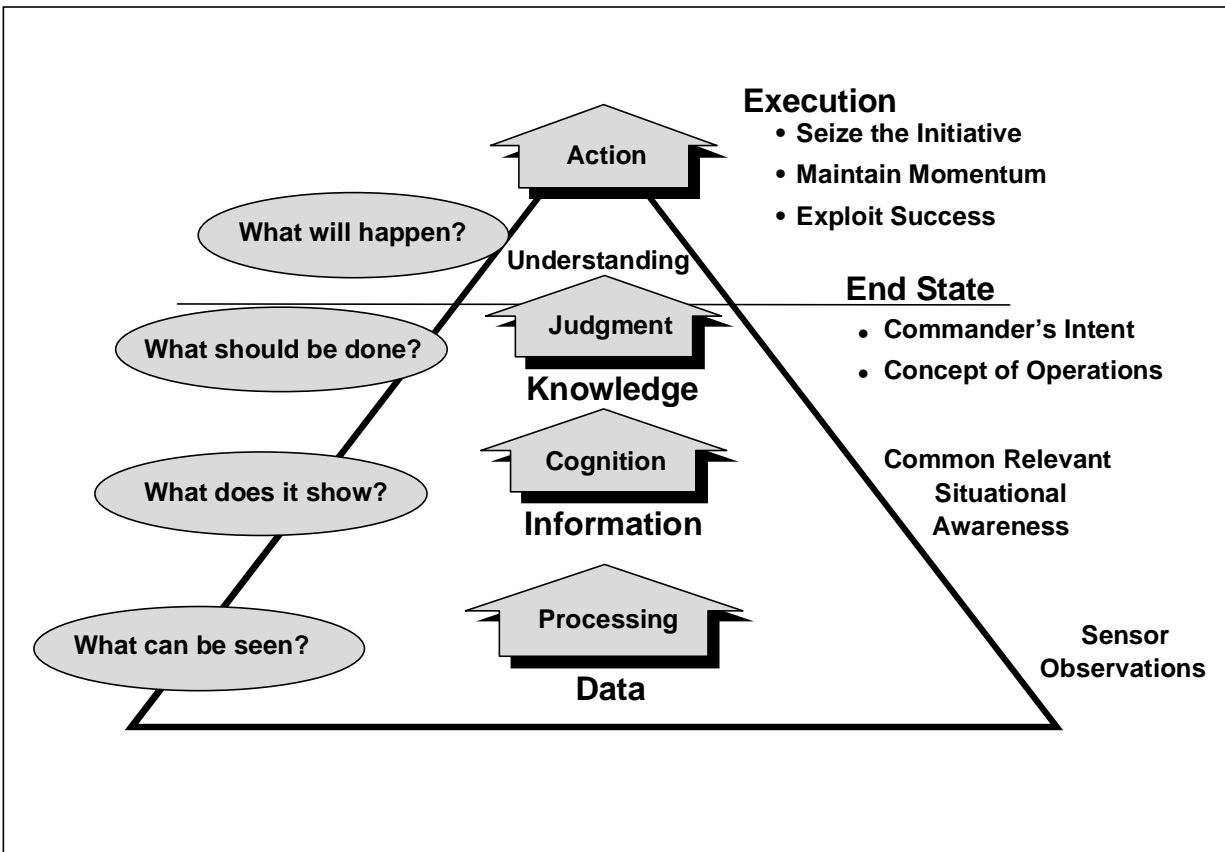 Execution
• Seize the Initiative
• Maintain Momentum
• Exploit Success
Action
What will happen?
Understanding
End State
• Commander’s Intent
• Concept of Operations
Judgment
What should be done?
Knowledge
Cognition
What does it show?
Common Relevant
Situational
Awareness
Information
Processing
What can be seen?
Sensor
Observations
Data